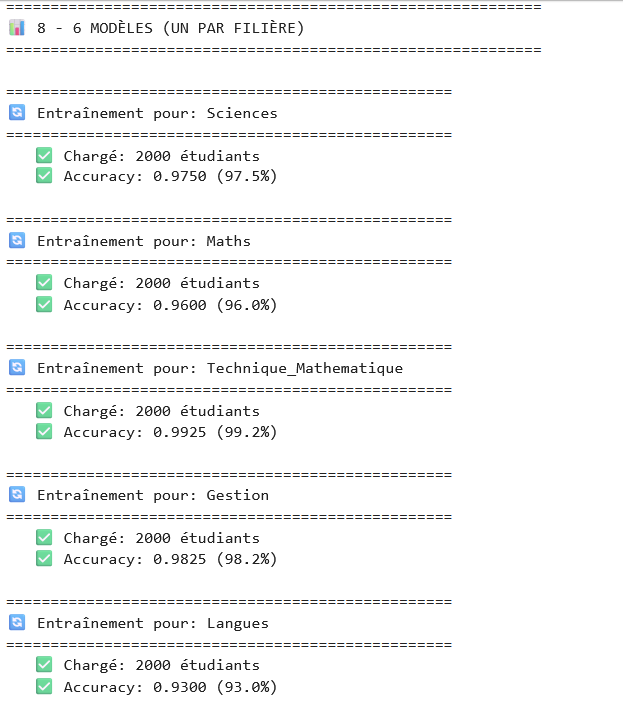 ============================================================
📊 8 - 6 MODÈLES (UN PAR FILIÈRE)
============================================================
==================================================
🔄 Entraînement pour: Sciences
==================================================
✅ Chargé: 2000 étudiants
✅ Accuracy: 0.9750 (97.5%)
==================================================
🔄 Entraînement pour: Maths
==================================================
✅ Chargé: 2000 étudiants
✅ Accuracy: 0.9600 (96.0%)
==================================================
🔄 Entraînement pour: Technique_Mathematique
==================================================
✅ Chargé: 2000 étudiants
✅ Accuracy: 0.9925 (99.2%)
==================================================
🔄 Entraînement pour: Gestion
==================================================
✅ Chargé: 2000 étudiants
✅ Accuracy: 0.9825 (98.2%)
==================================================
🔄 Entraînement pour: Langues
==================================================
✅ Chargé: 2000 étudiants
✅ Accuracy: 0.9300 (93.0%)